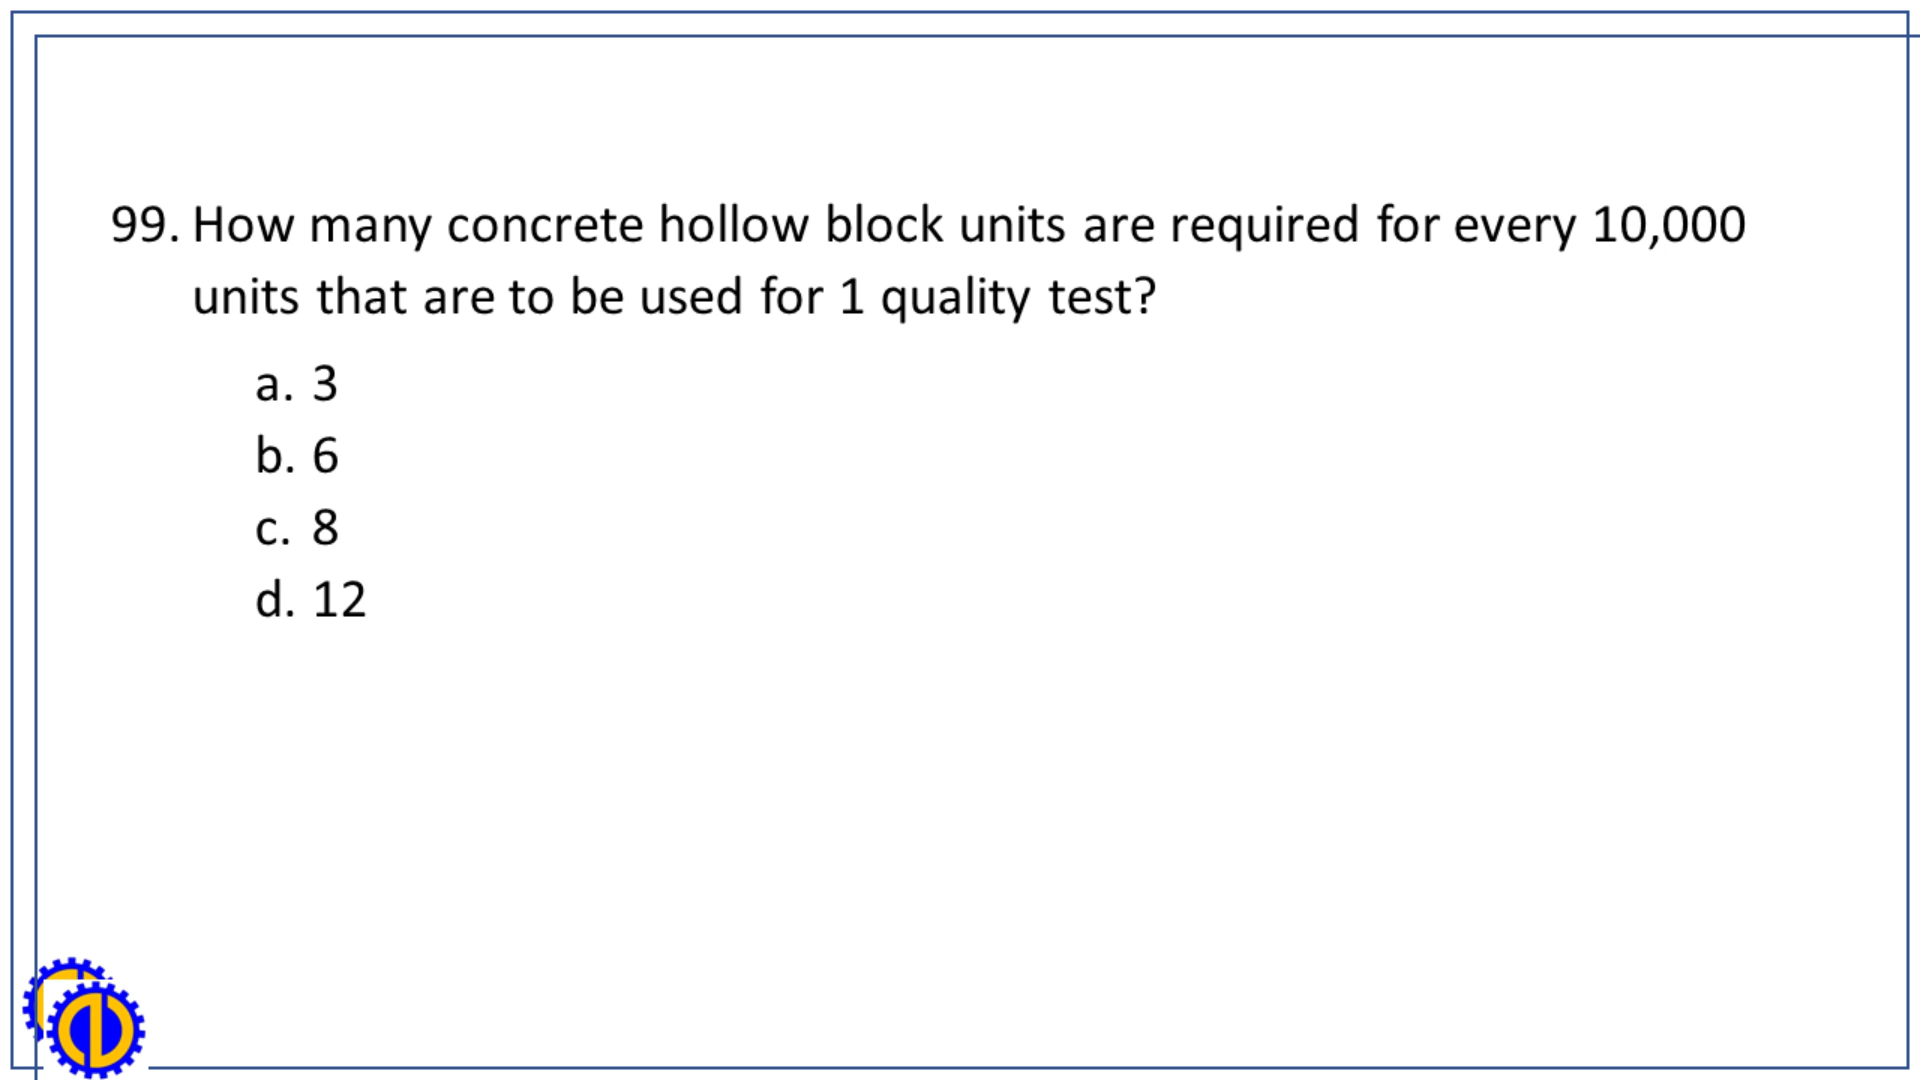 99. How many concrete hollow block units are required for every 10,000
units that are to be used for 1 quality test?
a. 3
b. 6
c. 8
d. 12